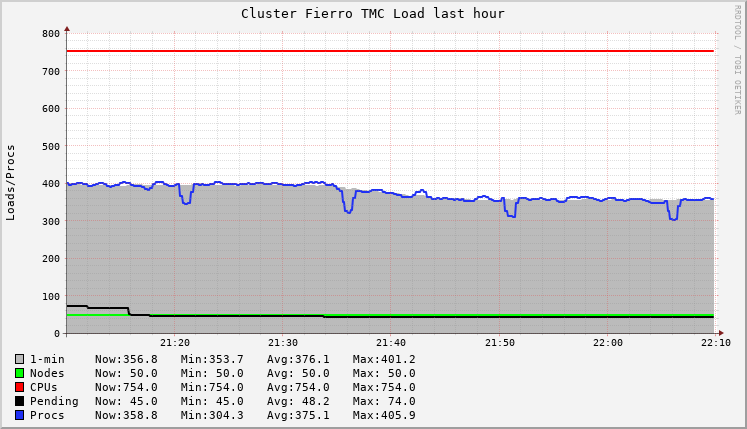 Cluster Fierro TMC Load last hour
RRDTOOL / TOBI OETIKER
Loads/Procs
800
700
600
500
400
300
200
100
0
21:20 21:30 21:40 21:50 22:00 22:10
1-min Now:356.8 Min:353.7 Avg:376.1 Max:401.2
Nodes Now: 50.0 Min: 50.0 Avg: 50.0 Max: 50.0
CPUs Now:754.0 Min:754.0 Avg:754.0 Max:754.0
Pending Now: 45.0 Min: 45.0 Avg: 48.2 Max: 74.0
Procs Now:358.8 Min:304.3 Avg:375.1 Max:405.9